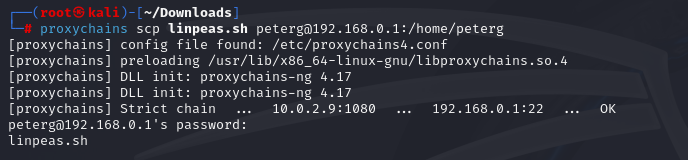 ┌──(root㉿kali)-[~/Downloads]
└─# proxychains scp linpeas.sh peterg@192.168.0.1:/home/peterg
[proxychains] config file found: /etc/proxychains4.conf
[proxychains] preloading /usr/lib/x86_64-linux-gnu/libproxychains.so.4
[proxychains] DLL init: proxychains-ng 4.17
[proxychains] DLL init: proxychains-ng 4.17
[proxychains] Strict chain  ...  10.0.2.9:1080  ...  192.168.0.1:22  ...  OK
peterg@192.168.0.1's password:
linpeas.sh